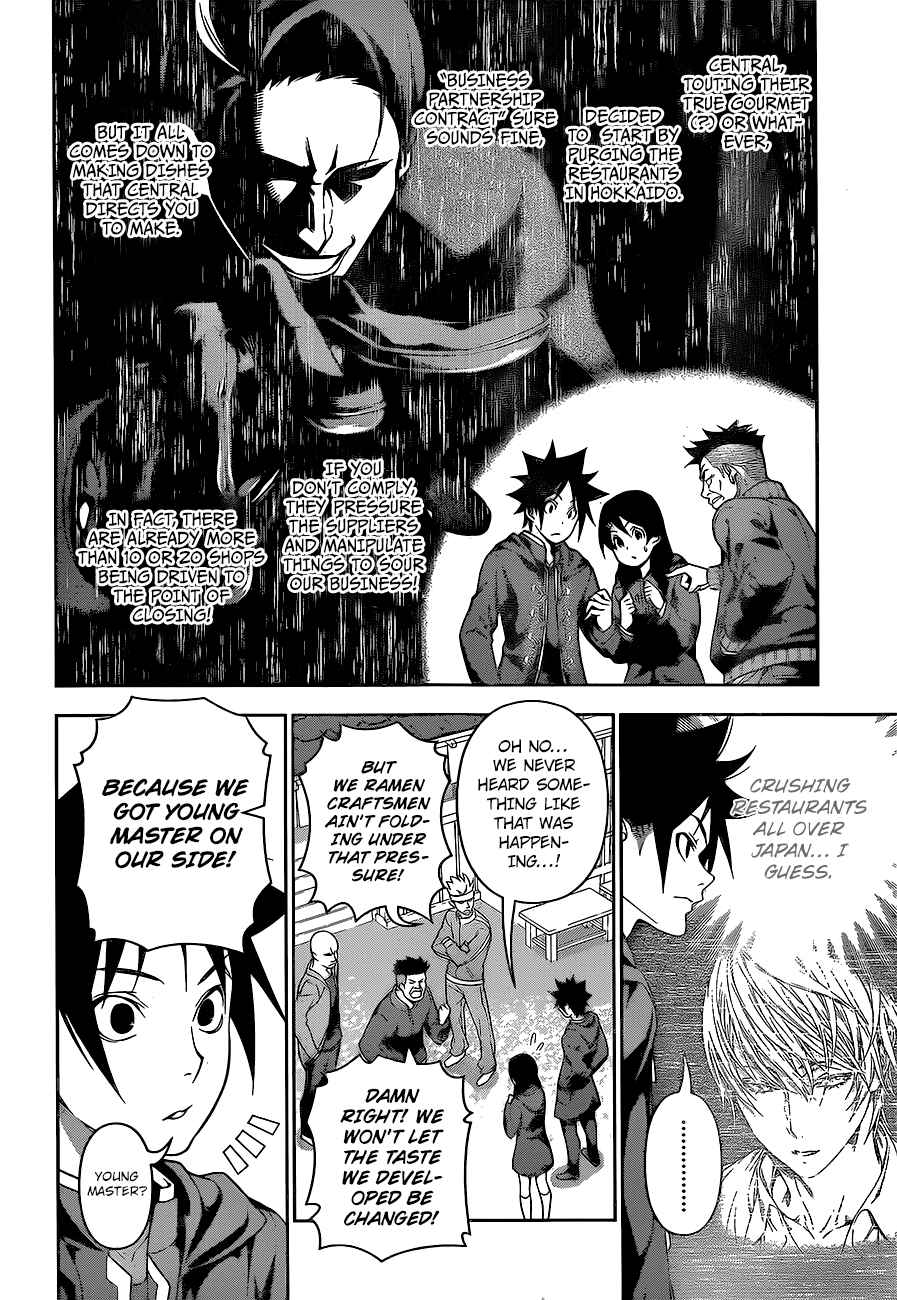 CENTRAL,
TOUTING THEIR
TRUE GOURMET
(?) OR WHAT-
EVER,
DECIDED
TO START BY
PURGING THE
RESTAURANTS
IN HOKKAIDO.
"BUSINESS
PARTNERSHIP
CONTRACT" SURE
SOUNDS FINE,
BUT IT ALL
COMES DOWN TO
MAKING DISHES
THAT CENTRAL
DIRECTS YOU
TO MAKE.
IF YOU
DON'T COMPLY,
THEY PRESSURE
THE SUPPLIERS
AND MANIPULATE
THINGS TO SOUR
OUR BUSINESS!
IN FACT, THERE
ARE ALREADY MORE
THAN 10 OR 20 SHOPS
BEING DRIVEN TO
THE POINT OF
CLOSING!
CRUSHING
RESTAURANTS
ALL OVER
JAPAN... I
GUESS.
..........
OH NO...
WE NEVER
HEARD SOME-
THING LIKE
THAT WAS
HAPPEN-
ING...!
BUT
WE RAMEN
CRAFTSMEN
AIN'T FOLD-
ING UNDER
THAT PRES-
SURE!
DAMN
RIGHT! WE
WON'T LET
THE TASTE
WE DEVEL-
OPED BE
CHANGED!
BECAUSE WE
GOT YOUNG
MASTER ON
OUR SIDE!
YOUNG
MASTER?